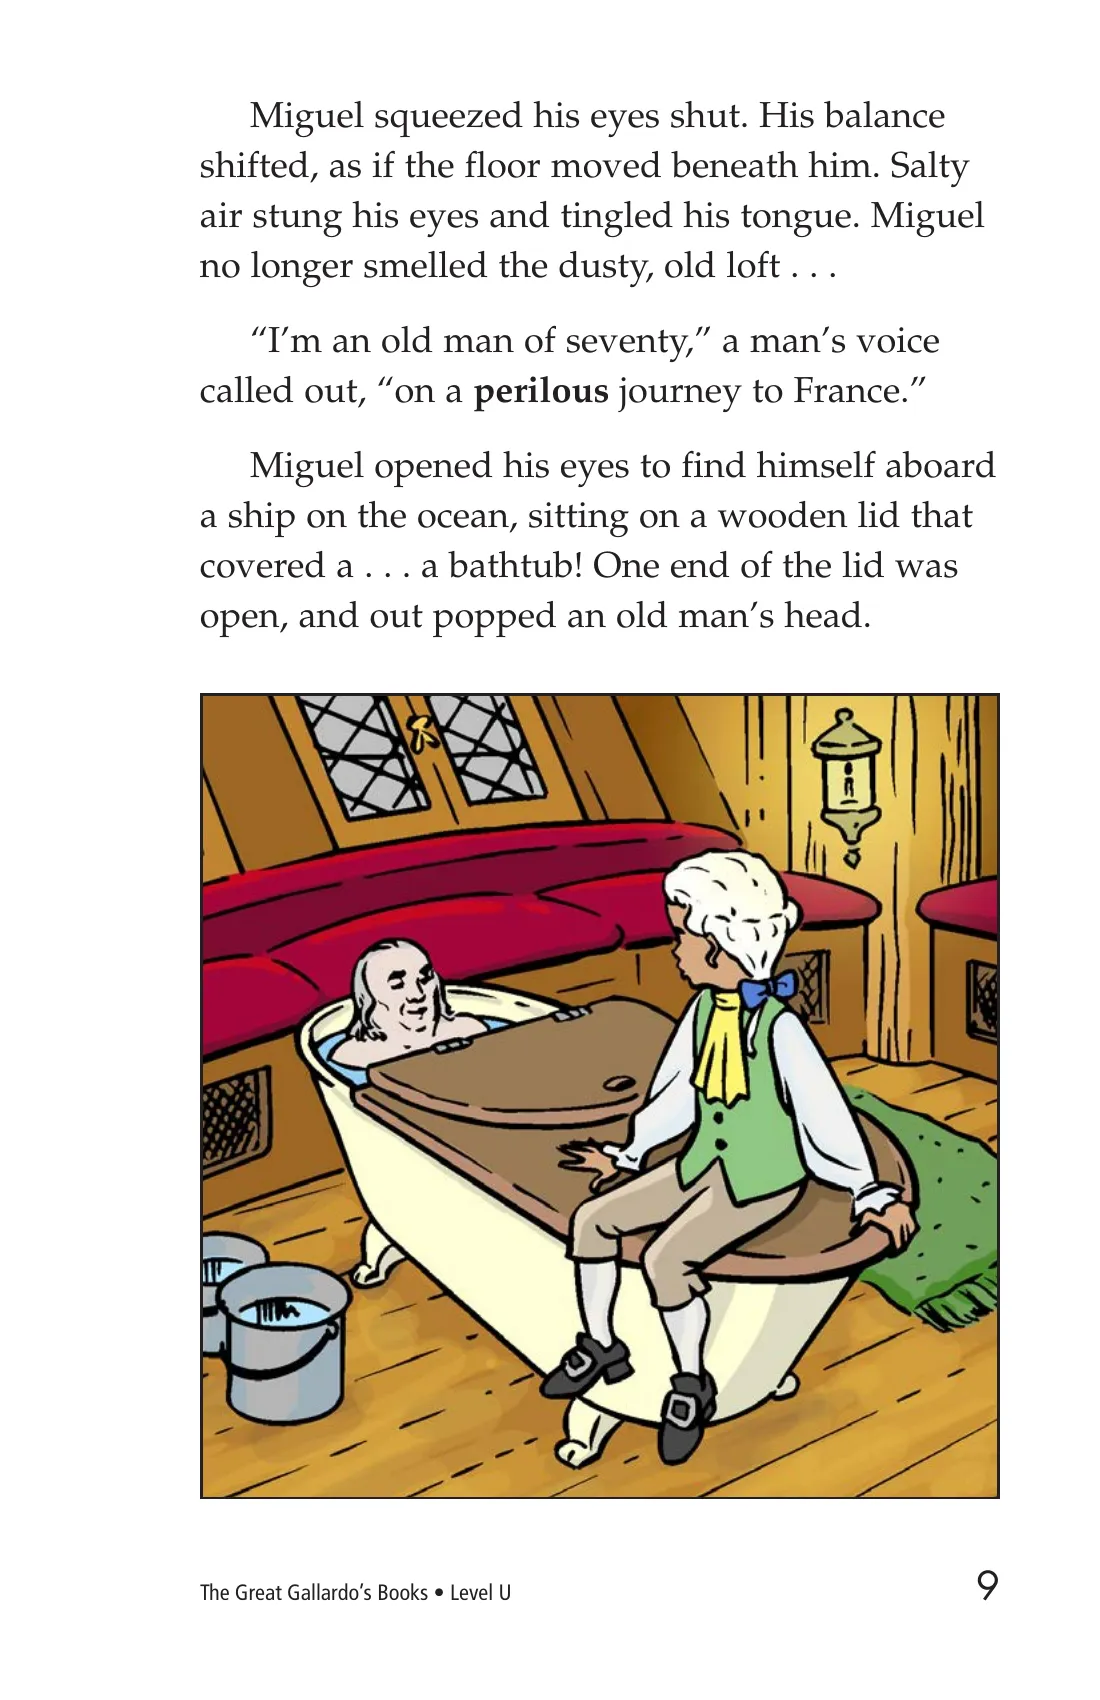 Miguel squeezed his eyes shut. His balance
shifted, as if the floor moved beneath him. Salty
air stung his eyes and tingled his tongue. Miguel
no longer smelled the dusty, old loft . . .
“I’m an old man of seventy,” a man’s voice
called out, “on a perilous journey to France.”
Miguel opened his eyes to find himself aboard
a ship on the ocean, sitting on a wooden lid that
covered a . . . a bathtub! One end of the lid was
open, and out popped an old man’s head.
The Great Gallardo’s Books • Level U
9